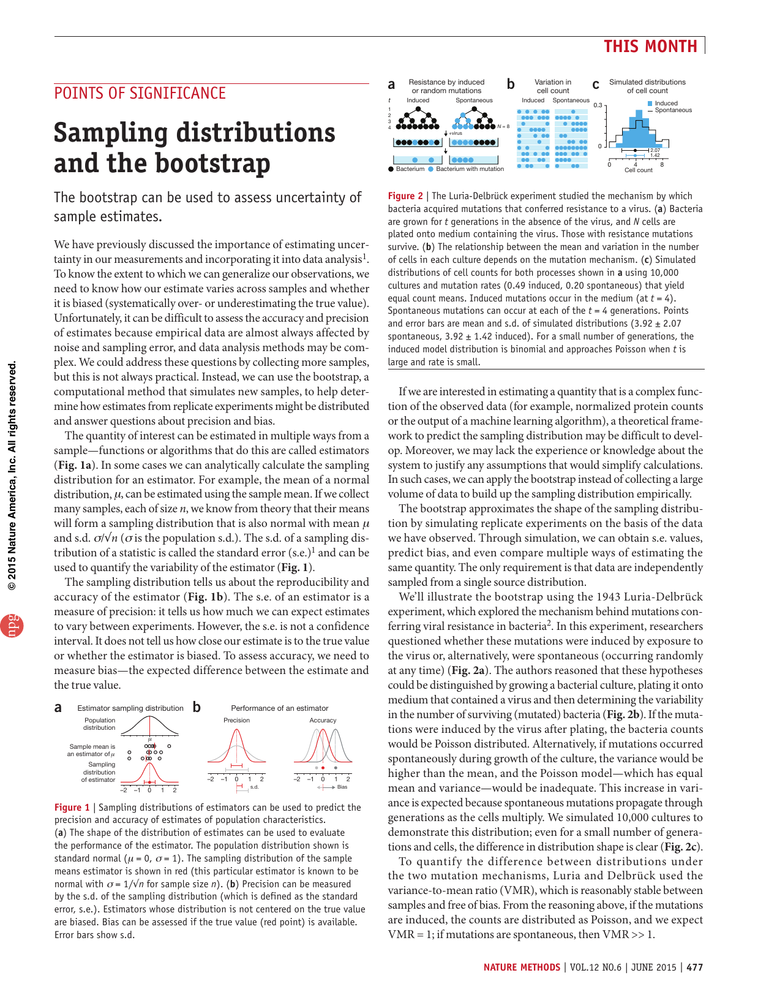 THIS MONTH
POINTS OF SIGNIFICANCE
Sampling distributions
and the bootstrap
The bootstrap can be used to assess uncertainty of
sample estimates.
We have previously discussed the importance of estimating uncer-
tainty in our measurements and incorporating it into data analysis1.
To know the extent to which we can generalize our observations, we
need to know how our estimate varies across samples and whether
it is biased (systematically over- or underestimating the true value).
Unfortunately, it can be difficult to assess the accuracy and precision
of estimates because empirical data are almost always affected by
noise and sampling error, and data analysis methods may be com-
plex. We could address these questions by collecting more samples,
but this is not always practical. Instead, we can use the bootstrap, a
computational method that simulates new samples, to help deter-
mine how estimates from replicate experiments might be distributed
and answer questions about precision and bias.
The quantity of interest can be estimated in multiple ways from a
sample—functions or algorithms that do this are called estimators
(Fig. 1a). In some cases we can analytically calculate the sampling
distribution for an estimator. For example, the mean of a normal
distribution, μ, can be estimated using the sample mean. If we collect
many samples, each of size n, we know from theory that their means
will form a sampling distribution that is also normal with mean μ
and s.d. σ/√n (σ is the population s.d.). The s.d. of a sampling dis-
tribution of a statistic is called the standard error (s.e.)1 and can be
used to quantify the variability of the estimator (Fig. 1).
The sampling distribution tells us about the reproducibility and
accuracy of the estimator (Fig. 1b). The s.e. of an estimator is a
measure of precision: it tells us how much we can expect estimates
to vary between experiments. However, the s.e. is not a confidence
interval. It does not tell us how close our estimate is to the true value
or whether the estimator is biased. To assess accuracy, we need to
measure bias—the expected difference between the estimate and
the true value.
a Estimator sampling distribution
Population
distribution
μ
Sample mean is
an estimator of μ
Sampling
distribution
of estimator
−2 −1 0 1 2
b Performance of an estimator
Precision Accuracy
−2 −1 0 1 2 −2 −1 0 1 2
s.d. Bias
Figure 1 | Sampling distributions of estimators can be used to predict the
precision and accuracy of estimates of population characteristics.
(a) The shape of the distribution of estimates can be used to evaluate
the performance of the estimator. The population distribution shown is
standard normal (μ = 0, σ = 1). The sampling distribution of the sample
means estimator is shown in red (this particular estimator is known to be
normal with σ = 1/√n for sample size n). (b) Precision can be measured
by the s.d. of the sampling distribution (which is defined as the standard
error, s.e.). Estimators whose distribution is not centered on the true value
are biased. Bias can be assessed if the true value (red point) is available.
Error bars show s.d.
a Resistance by induced
or random mutations
t Induced Spontaneous
1
2
3
4
N = 8
+virus
Bacterium Bacterium with mutation
b Variation in
cell count
Induced Spontaneous
c Simulated distributions
of cell count
0.3
Induced
Spontaneous
0
2.07
1.42
0 4 8
Cell count
Figure 2 | The Luria-Delbrück experiment studied the mechanism by which
bacteria acquired mutations that conferred resistance to a virus. (a) Bacteria
are grown for t generations in the absence of the virus, and N cells are
plated onto medium containing the virus. Those with resistance mutations
survive. (b) The relationship between the mean and variation in the number
of cells in each culture depends on the mutation mechanism. (c) Simulated
distributions of cell counts for both processes shown in a using 10,000
cultures and mutation rates (0.49 induced, 0.20 spontaneous) that yield
equal count means. Induced mutations occur in the medium (at t = 4).
Spontaneous mutations can occur at each of the t = 4 generations. Points
and error bars are mean and s.d. of simulated distributions (3.92 ± 2.07
spontaneous, 3.92 ± 1.42 induced). For a small number of generations, the
induced model distribution is binomial and approaches Poisson when t is
large and rate is small.
If we are interested in estimating a quantity that is a complex func-
tion of the observed data (for example, normalized protein counts
or the output of a machine learning algorithm), a theoretical frame-
work to predict the sampling distribution may be difficult to devel-
op. Moreover, we may lack the experience or knowledge about the
system to justify any assumptions that would simplify calculations.
In such cases, we can apply the bootstrap instead of collecting a large
volume of data to build up the sampling distribution empirically.
The bootstrap approximates the shape of the sampling distribu-
tion by simulating replicate experiments on the basis of the data
we have observed. Through simulation, we can obtain s.e. values,
predict bias, and even compare multiple ways of estimating the
same quantity. The only requirement is that data are independently
sampled from a single source distribution.
We'll illustrate the bootstrap using the 1943 Luria-Delbrück
experiment, which explored the mechanism behind mutations con-
ferring viral resistance in bacteria2. In this experiment, researchers
questioned whether these mutations were induced by exposure to
the virus or, alternatively, were spontaneous (occurring randomly
at any time) (Fig. 2a). The authors reasoned that these hypotheses
could be distinguished by growing a bacterial culture, plating it onto
medium that contained a virus and then determining the variability
in the number of surviving (mutated) bacteria (Fig. 2b). If the muta-
tions were induced by the virus after plating, the bacteria counts
would be Poisson distributed. Alternatively, if mutations occurred
spontaneously during growth of the culture, the variance would be
higher than the mean, and the Poisson model—which has equal
mean and variance—would be inadequate. This increase in vari-
ance is expected because spontaneous mutations propagate through
generations as the cells multiply. We simulated 10,000 cultures to
demonstrate this distribution; even for a small number of genera-
tions and cells, the difference in distribution shape is clear (Fig. 2c).
To quantify the difference between distributions under
the two mutation mechanisms, Luria and Delbrück used the
variance-to-mean ratio (VMR), which is reasonably stable between
samples and free of bias. From the reasoning above, if the mutations
are induced, the counts are distributed as Poisson, and we expect
VMR = 1; if mutations are spontaneous, then VMR >> 1.
NATURE METHODS | VOL.12 NO.6 | JUNE 2015 | 477
© 2015 Nature America, Inc. All rights reserved.
npg